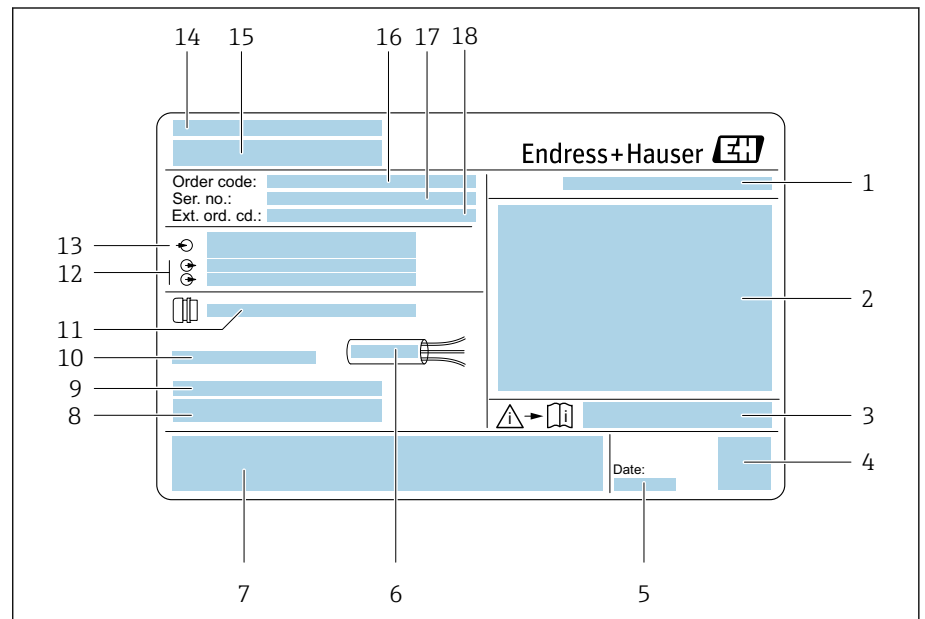 14 15 16 17 18
Endress+Hauser EH
Order code:
Ser. no.:
Ext. ord. cd.:
1
13
12
2
11
10
9
8
i i
3
4
Date:
7 6 5